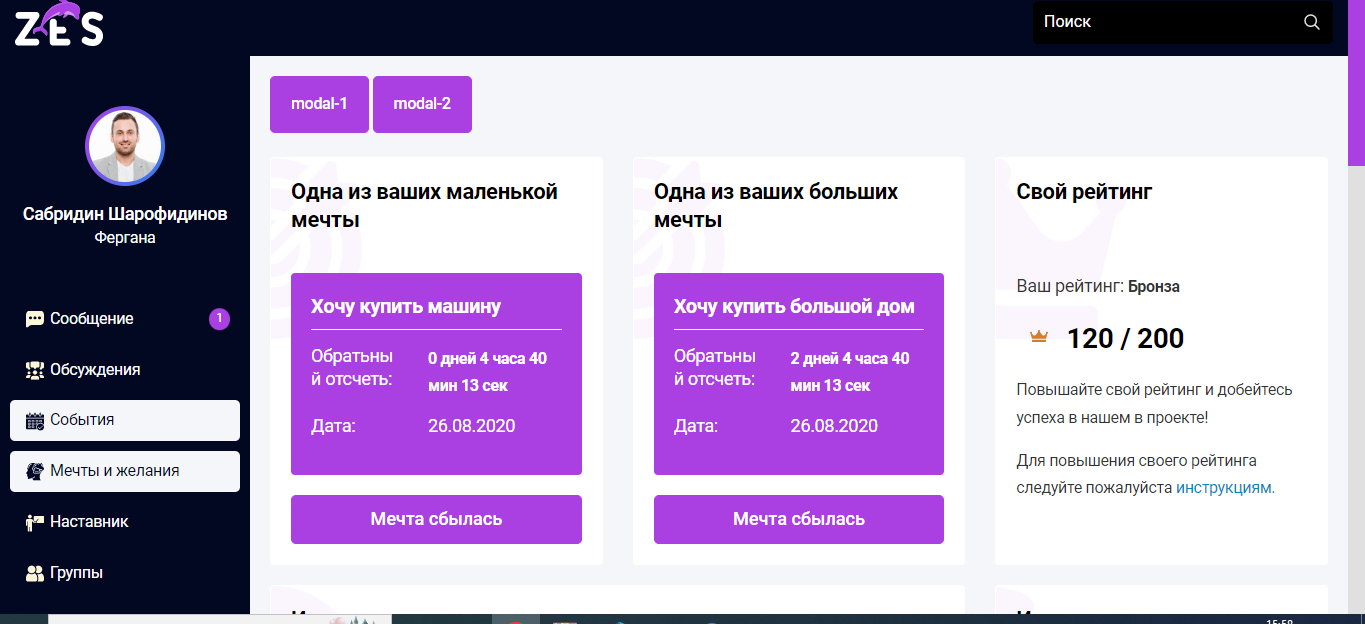 ZES
Поиск
modal-1
modal-2
Сабридин Шарофидинов
Фергана
Сообщение
1
Обсуждения
События
Мечты и желания
Наставник
Группы
Одна из ваших маленькой
мечты
Хочу купить машину
Обратьны
й отсчеть:
0 дней 4 часа 40
мин 13 сек
Дата:
26.08.2020
Мечта сбылась
Одна из ваших больших
мечты
Хочу купить большой дом
Обратьны
й отсчеть:
2 дней 4 часа 40
мин 13 сек
Дата:
26.08.2020
Мечта сбылась
Свой рейтинг
Ваш рейтинг: Бронза
120 / 200
Повышайте свой рейтинг и добейтесь
успеха в нашем в проекте!
Для повышения своего рейтинга
следуйте пожалуйста инструкциям.